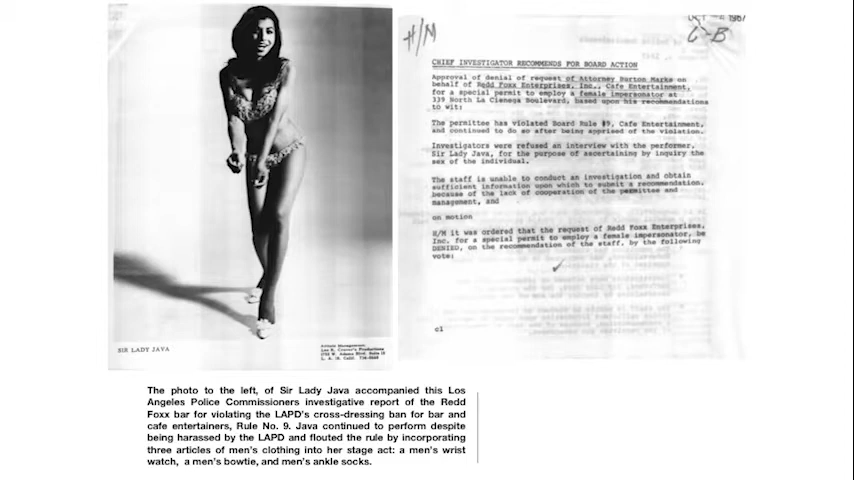 SIR LADY JAVA
H/M
C-B
CHIEF INVESTIGATOR RECOMMENDS FOR BOARD ACTION
Approval of denial of request of Attorney Burton Marks on
behalf of Redd Foxx Enterprises, Inc., Cafe Entertainment,
for a special permit to employ a female impersonator at
339 North La Cienega Boulevard, based upon his recommendations
to wit:
The permittee has violated Board Rule #9, Cafe Entertainment,
and continued to do so after being apprised of the violation.
Investigators were refused an interview with the performer,
Sir Lady Java, for the purpose of ascertaining by inquiry the
sex of the individual.
The staff is unable to conduct an investigation and obtain
sufficient information upon which to submit a recommendation,
because of the lack of cooperation of the permittee and
management, and
on motion
H/M it was ordered that the request of Redd Foxx Enterprises,
Inc. for a special permit to employ a female impersonator, be
DENIED, on the recommendation of the staff, by the following
vote:
cl
The photo to the left, of Sir Lady Java accompanied this Los
Angeles Police Commissioners investigative report of the Redd
Foxx bar for violating the LAPD's cross-dressing ban for bar and
cafe entertainers, Rule No. 9. Java continued to perform despite
being harassed by the LAPD and flouted the rule by incorporating
three articles of men's clothing into her stage act: a men's wrist
watch, a men's bowtie, and men's ankle socks.